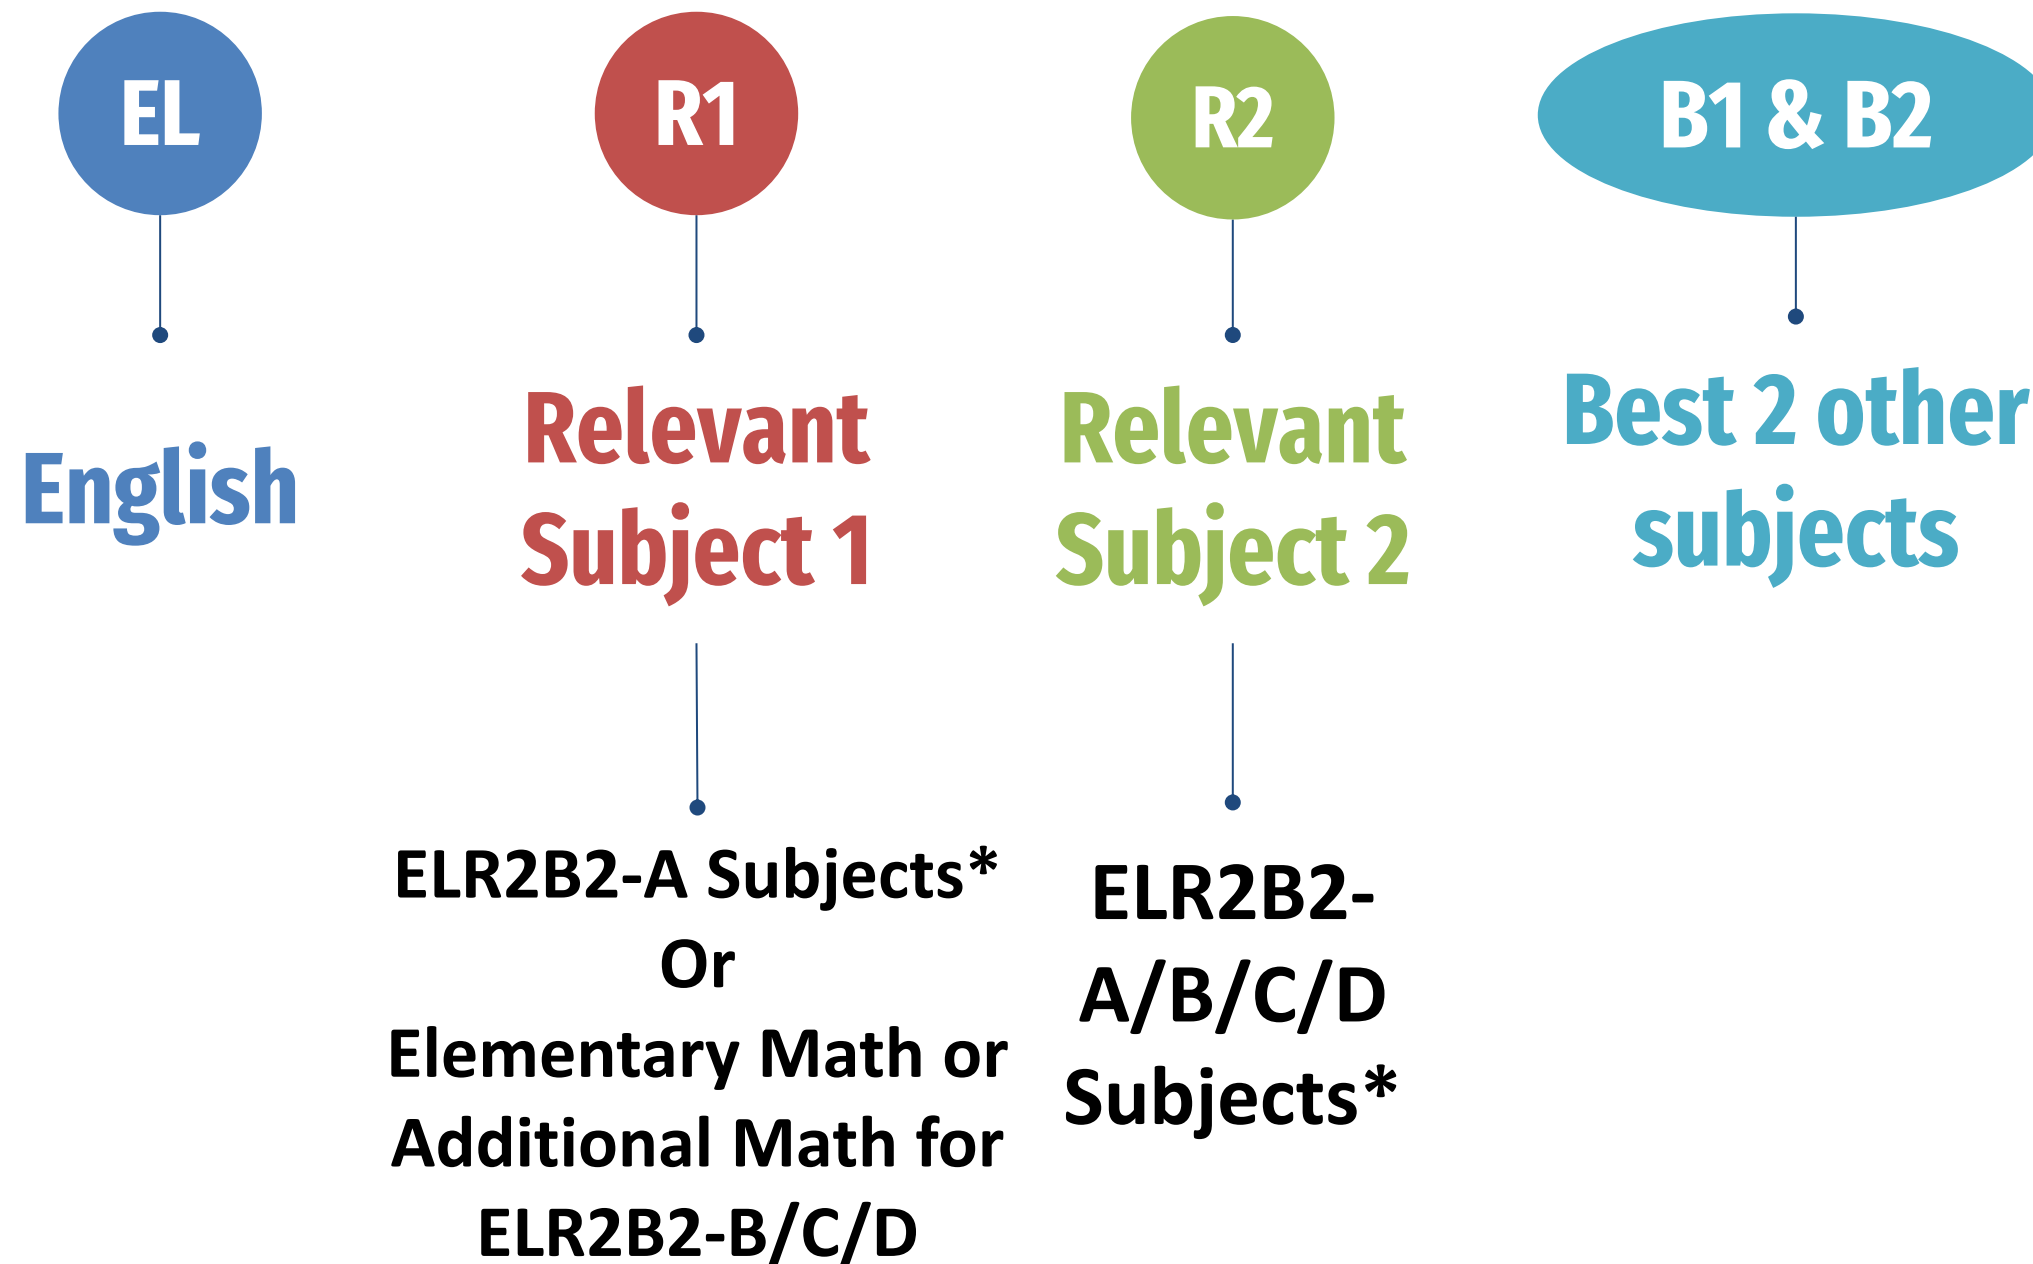 EL
English
R1
Relevant
Subject 1
ELR2B2-A Subjects*
Or
Elementary Math or
Additional Math for
ELR2B2-B/C/D
R2
Relevant
Subject 2
ELR2B2-
A/B/C/D
Subjects*
B1 & B2
Best 2 other
subjects